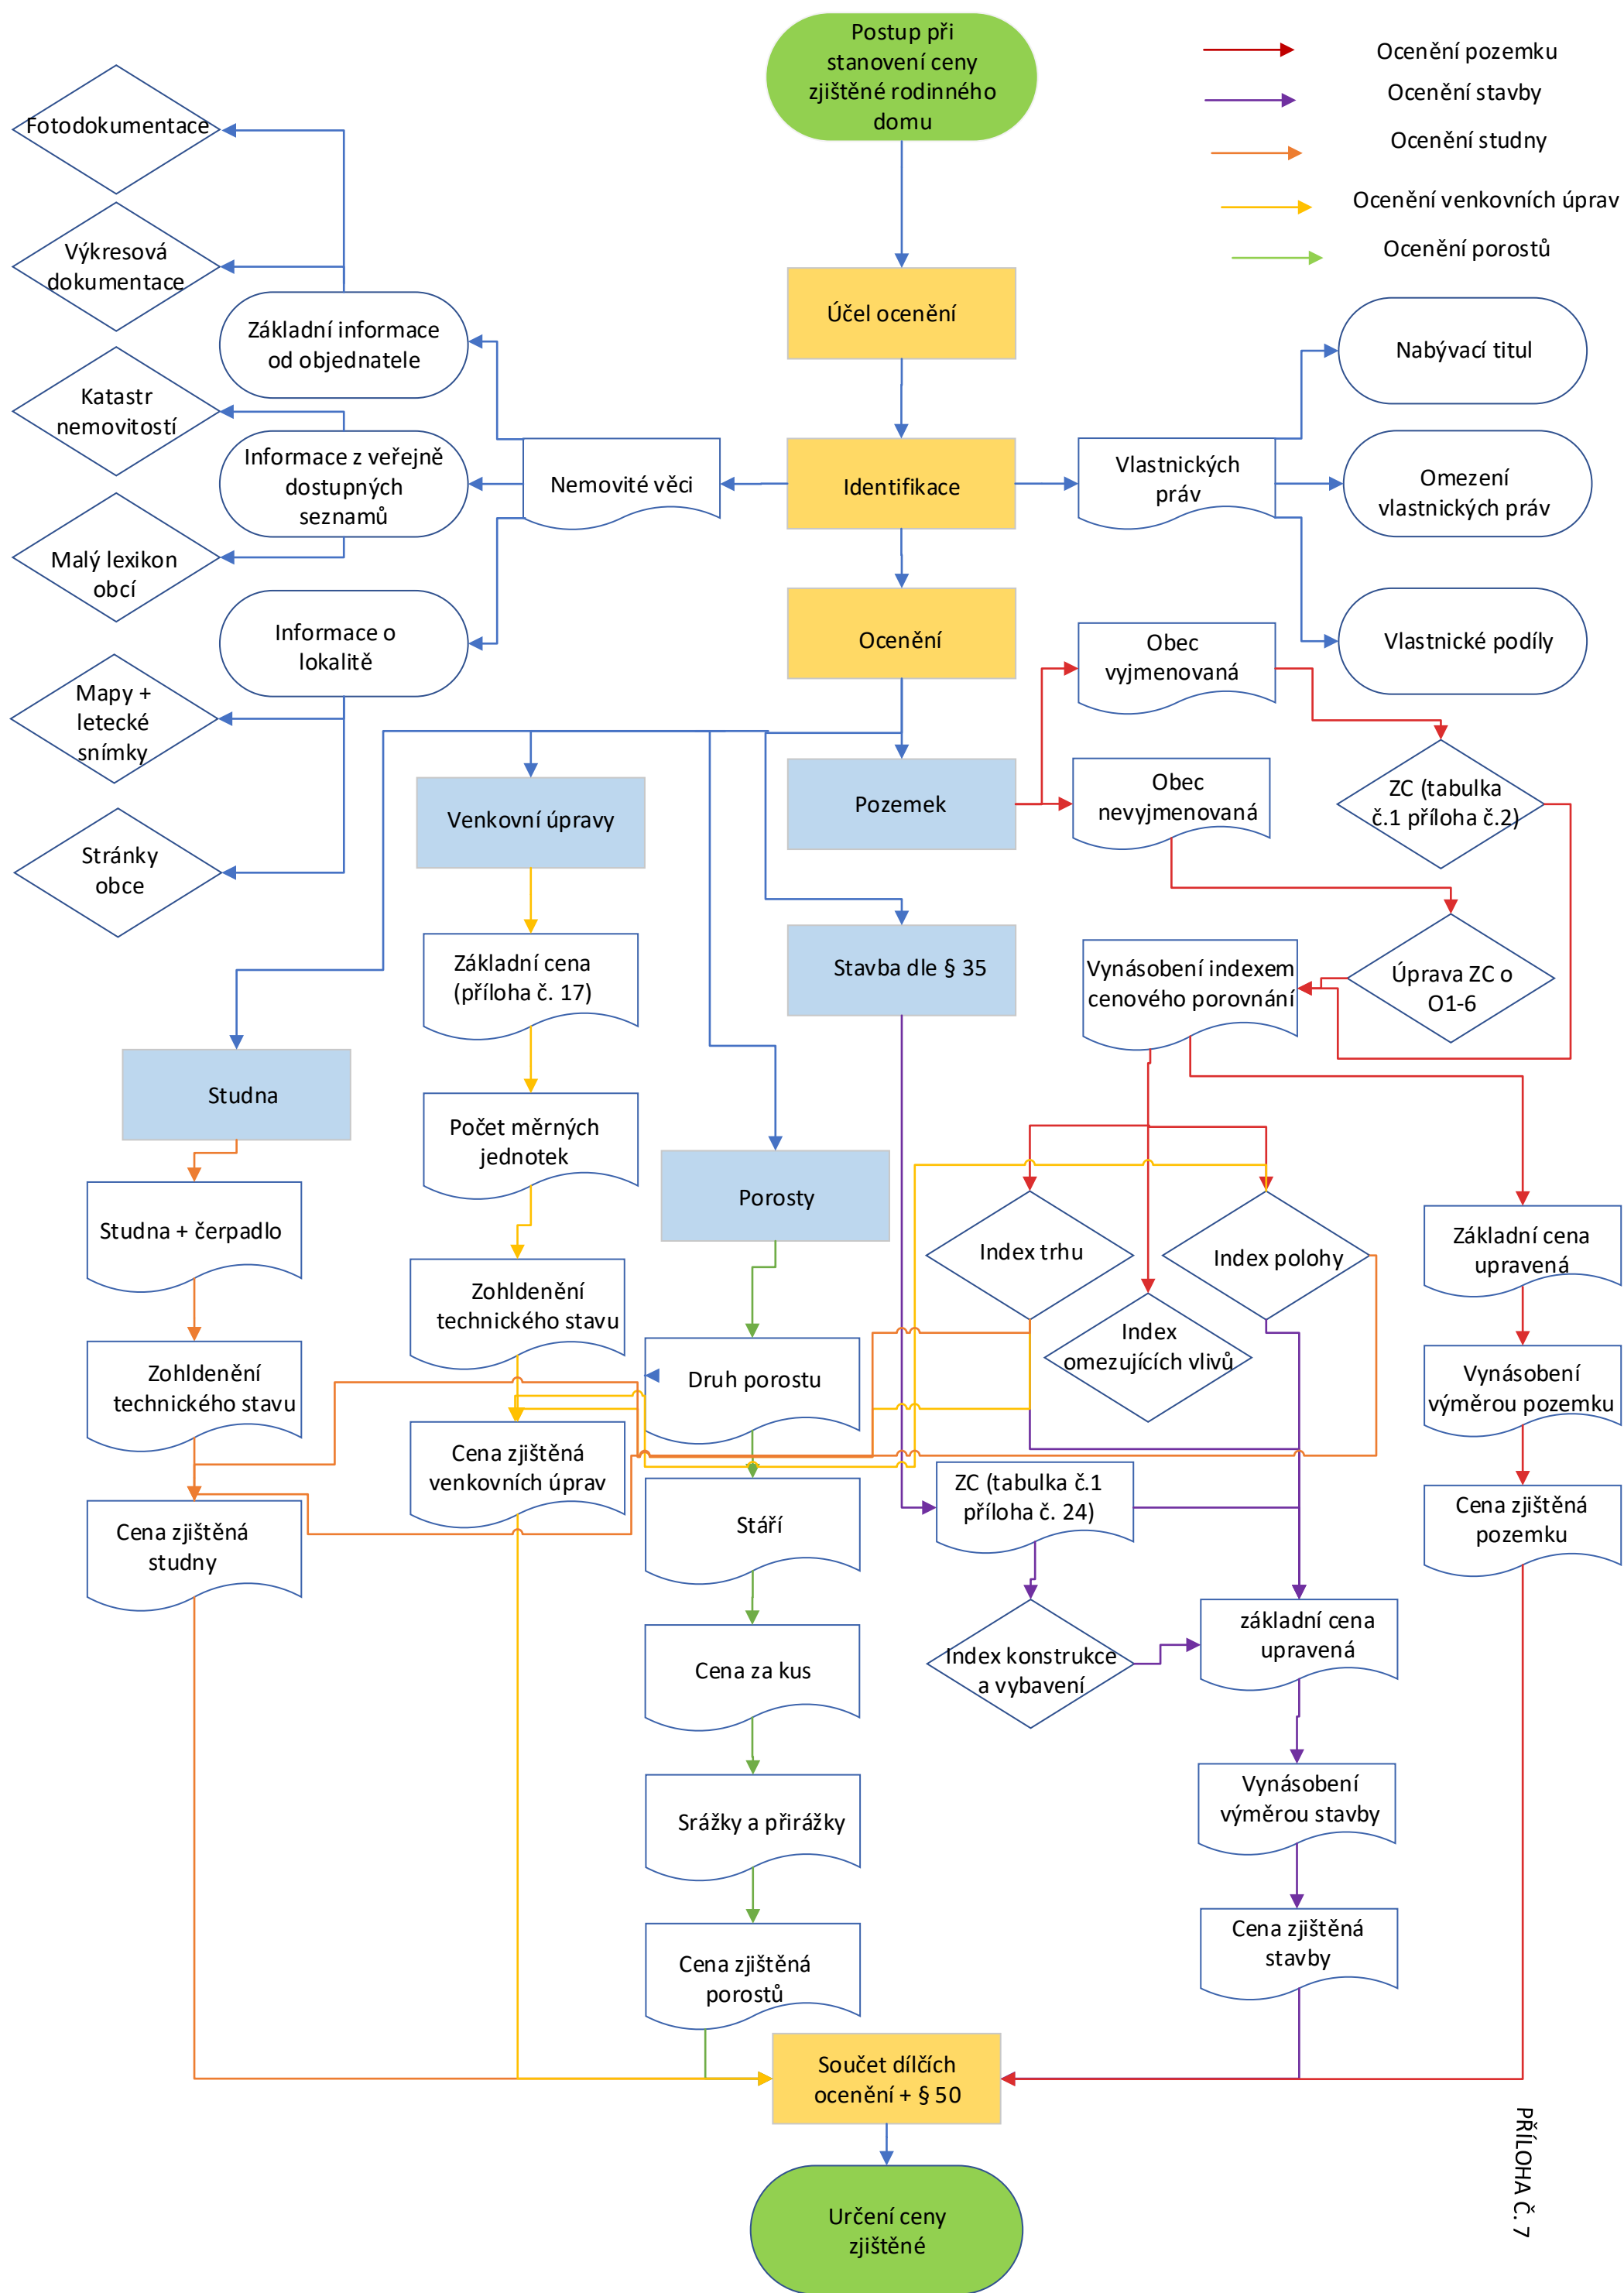 Postup při
stanovení ceny
zjištěné rodinného
domu
Ocenění pozemku
Ocenění stavby
Ocenění studny
Ocenění venkovních úprav
Ocenění porostů
Fotodokumentace
Výkresová
dokumentace
Katastr
nemovitostí
Malý lexikon
obcí
Mapy +
letecké
snímky
Stránky
obce
Základní informace
od objednatele
Informace z veřejně
dostupných
seznamů
Informace o
lokalitě
Nemovité věci
Účel ocenění
Identifikace
Ocenění
Vlastnických
práv
Nabývací titul
Omezení
vlastnických práv
Vlastnické podíly
Obec
vyjmenovaná
Obec
nevyjmenovaná
ZC (tabulka
č.1 příloha č.2)
Úprava ZC o
O1-6
Vynásobení indexem
cenového porovnání
Pozemek
Stavba dle § 35
Venkovní úpravy
Základní cena
(příloha č. 17)
Počet měrných
jednotek
Zohldenění
technického stavu
Cena zjištěná
venkovních úprav
Studna
Studna + čerpadlo
Zohldenění
technického stavu
Cena zjištěná
studny
Porosty
Druh porostu
Stáří
Cena za kus
Srážky a přirážky
Cena zjištěná
porostů
Index trhu
Index polohy
Index
omezujících vlivů
Základní cena
upravená
Vynásobení
výměrou pozemku
Cena zjištěná
pozemku
ZC (tabulka č.1
příloha č. 24)
Index konstrukce
a vybavení
základní cena
upravená
Vynásobení
výměrou stavby
Cena zjištěná
stavby
Součet dílčích
ocenění + § 50
Určení ceny
zjištěné
PŘÍLOHA Č. 7